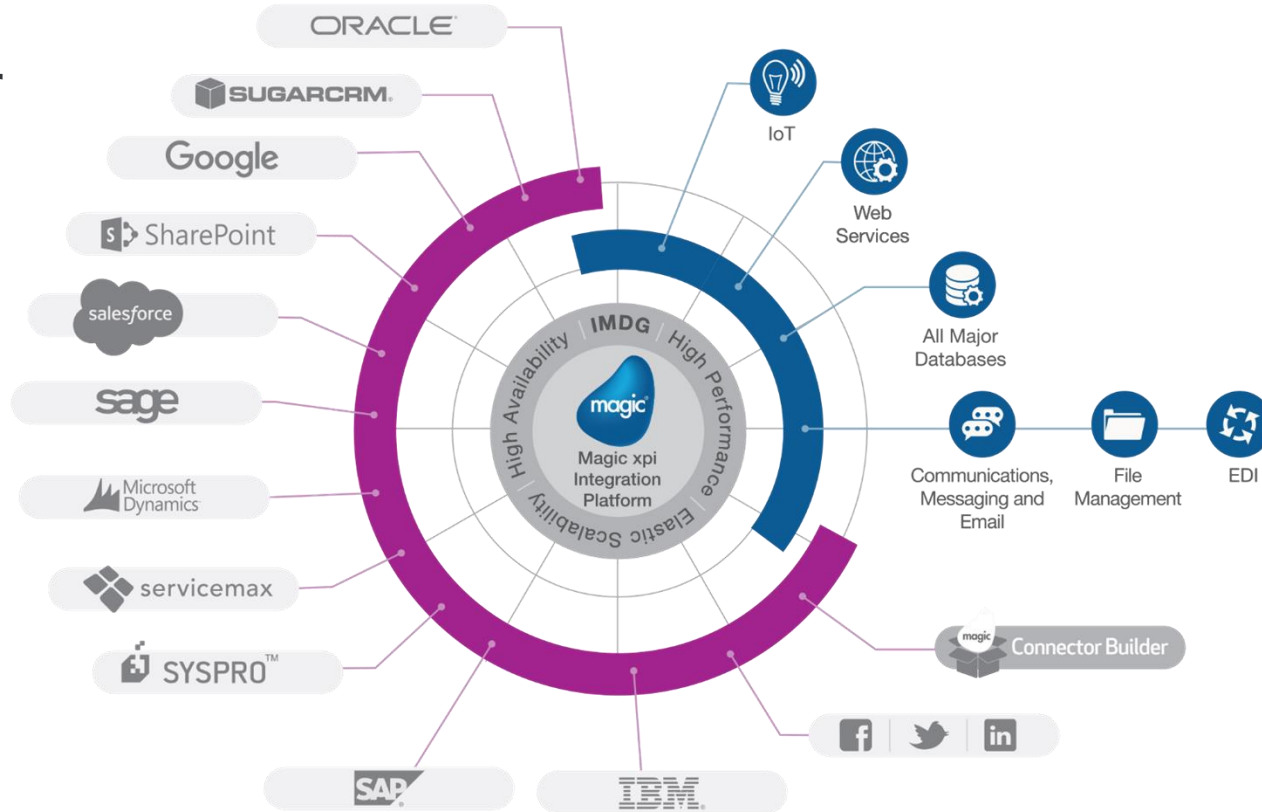 ORACLE
SUGARCRM.
Google
S SharePoint
salesforce
sage
Microsoft
Dynamics
servicemax
SYSPRO™
SAP
IBM
IoT
Web
Services
All Major
Databases
Communications,
Messaging and
Email
File
Management
EDI
magic
Connector Builder
f
in
High Availability | IMDG | High Performance | Elastic Scalability |
magic
Magic xpi
Integration
Platform